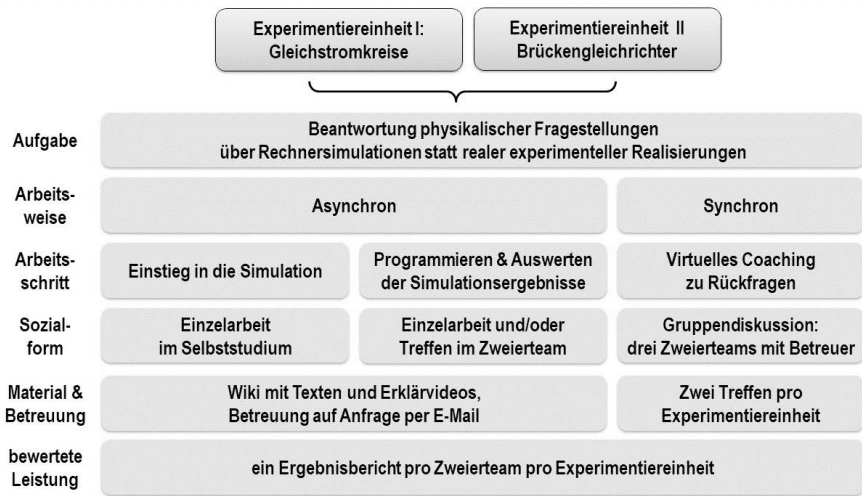 Experimentiereinheit I:
Gleichstromkreise
Experimentiereinheit II
Brückengleichrichter
Aufgabe
Beantwortung physikalischer Fragestellungen
über Rechnersimulationen statt realer experimenteller Realisierungen
Arbeits-
weise
Asynchron
Synchron
Arbeits-
schritt
Einstieg in die Simulation
Programmieren & Auswerten
der Simulationsergebnisse
Virtuelles Coaching
zu Rückfragen
Sozial-
form
Einzelarbeit
im Selbststudium
Einzelarbeit und/oder
Treffen im Zweierteam
Gruppendiskussion:
drei Zweierteams mit Betreuer
Material &
Betreuung
Wiki mit Texten und Erklärvideos,
Betreuung auf Anfrage per E-Mail
Zwei Treffen pro
Experimentiereinheit
bewertete
Leistung
ein Ergebnisbericht pro Zweierteam pro Experimentiereinheit